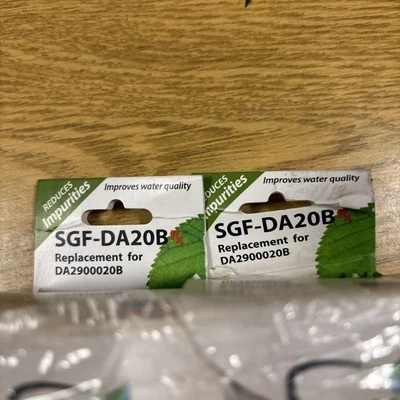 REDUCES
Impurities
Improves water quality
SGF-DA20B
Replacement for
DA2900020B
REDUCES
Impurities
Improves water quality
SGF-DA20B
Replacement for
DA2900020B